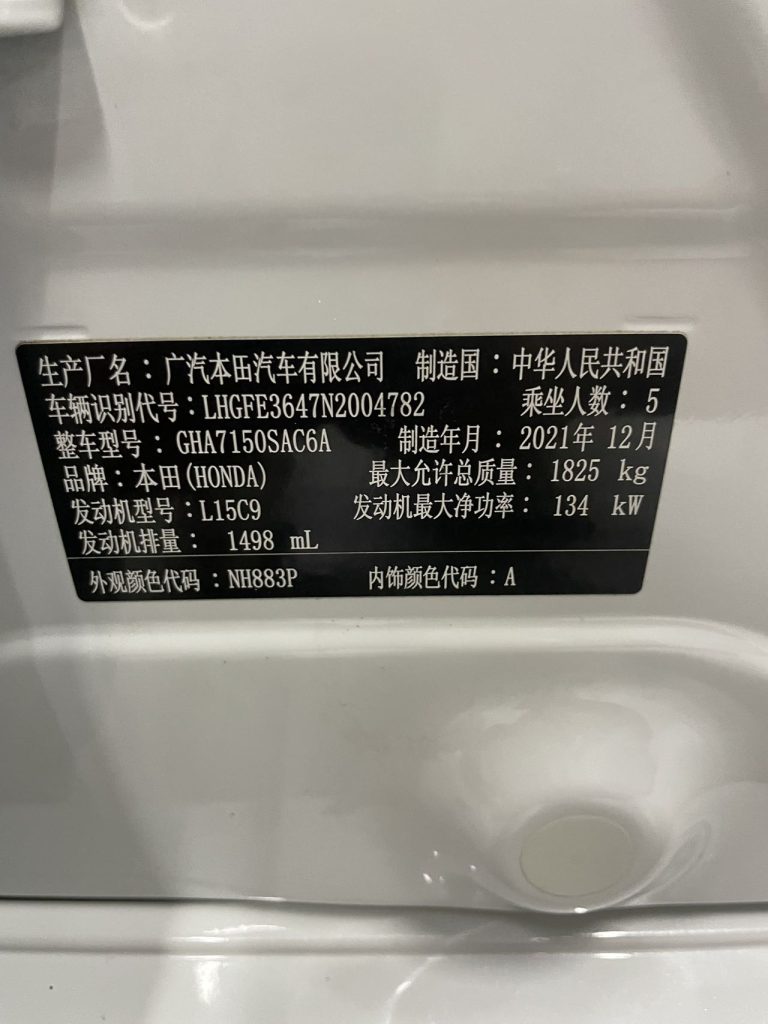 生产厂名：广汽本田汽车有限公司 制造国：中华人民共和国
车辆识别代号：LHGFE3647N2004782 乘坐人数：5
整车型号：GHA7150SAC6A 制造年月：2021年12月
品牌：本田(HONDA) 最大允许总质量：1825 kg
发动机型号：L15C9 发动机最大净功率：134 kW
发动机排量：1498 mL
外观颜色代码：NH883P 内饰颜色代码：A